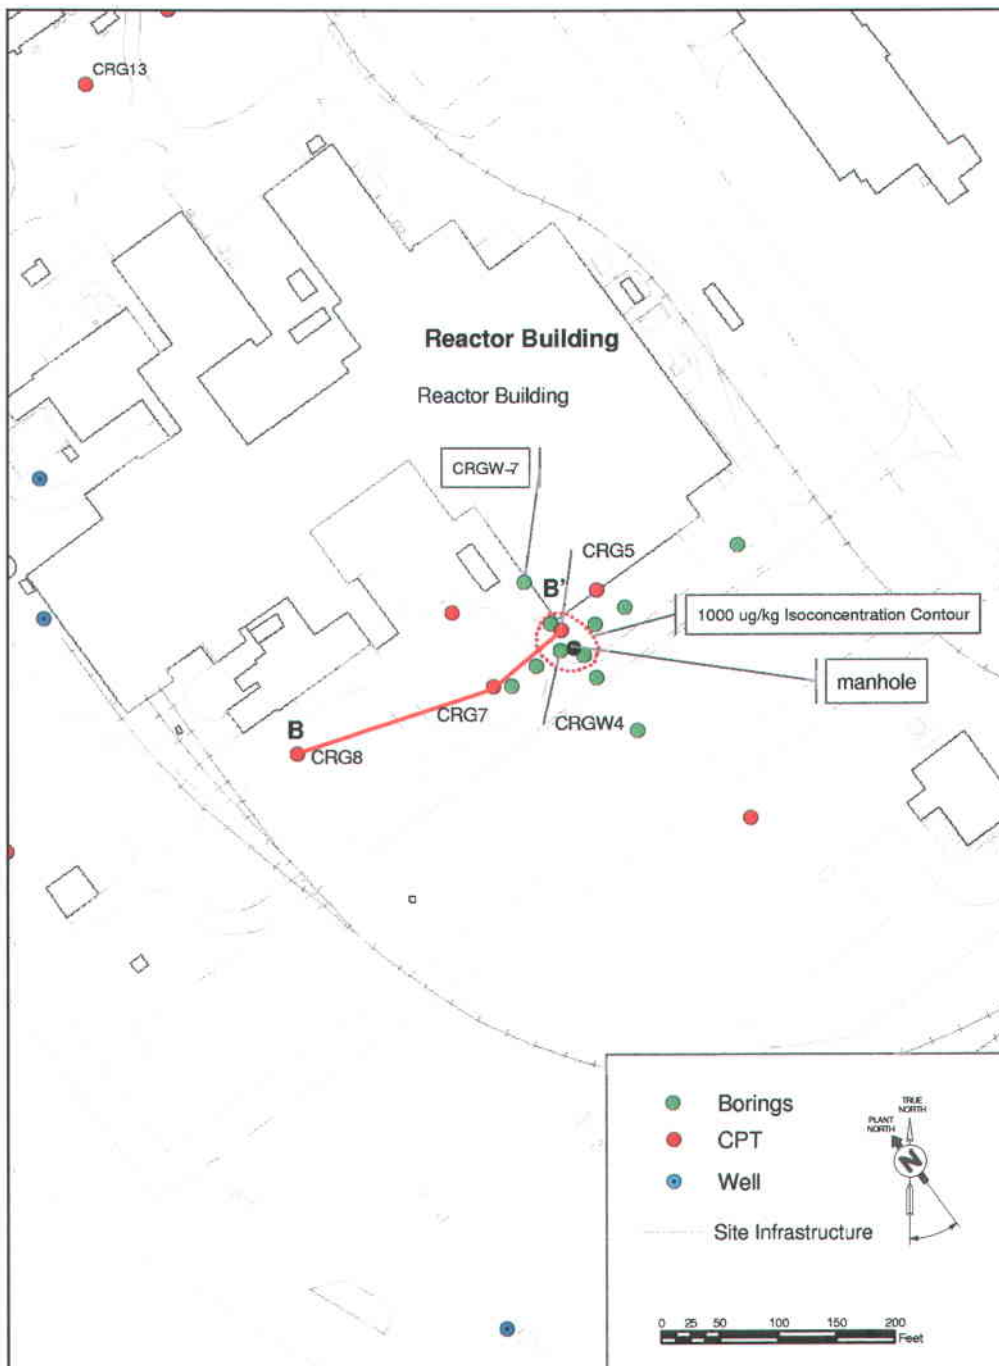 CRG13
Reactor Building
Reactor Building
CRGW-7
CRG5
B'
1000 ug/kg Isoconcentration Contour
manhole
CRG7
CRGW4
B
CRG8
Borings
CPT
Well
Site Infrastructure
TRUE
NORTH
PLANT
NORTH
N
0 25 50 100 150 200
Feet